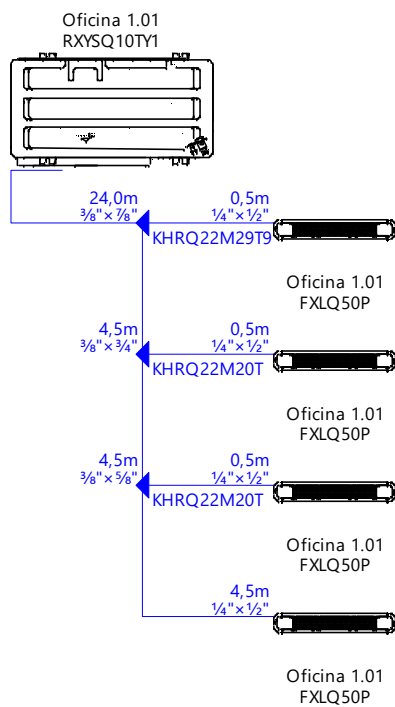 Oficina 1.01
RXYSQ10TY1
24,0m
⅜"×⅞"
0,5m
¼"×½"
KHRQ22M29T9
Oficina 1.01
FXLQ50P
4,5m
⅜"×¾"
0,5m
¼"×½"
KHRQ22M20T
Oficina 1.01
FXLQ50P
4,5m
⅜"×⅝"
0,5m
¼"×½"
KHRQ22M20T
Oficina 1.01
FXLQ50P
4,5m
¼"×½"
Oficina 1.01
FXLQ50P